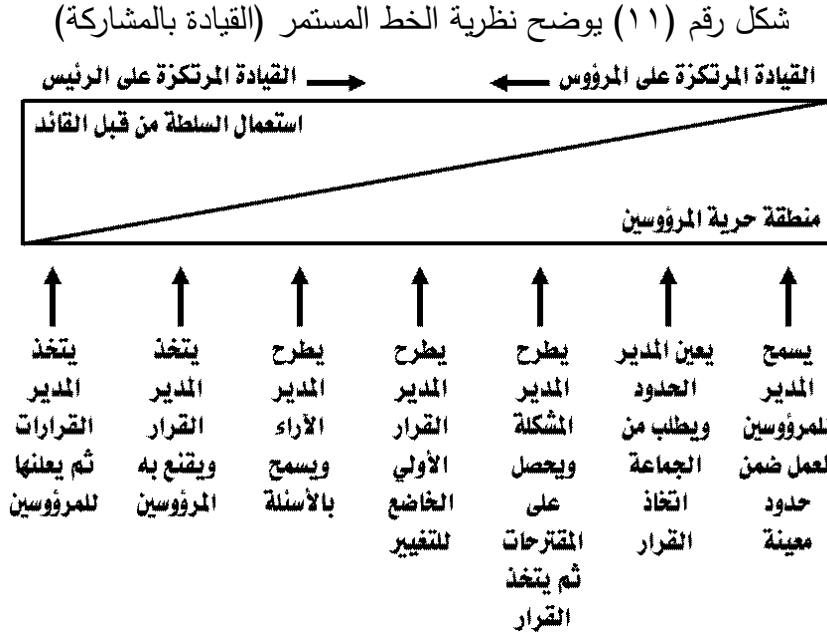 شكل رقم (١١) يوضح نظرية الخط المستمر (القيادة بالمشاركة)
القيادة المرتكزة على المرؤوس
القيادة المرتكزة على الرئيس
استعمال السلطة من قبل القائد
منطقة حرية المرؤوسين
يسمح
المدير
للمرؤوسين
لعمل ضمن
حدود
معينة
يعين المدير
الحدود
ويطلب من
الجماعة
اتخاذ
القرار
يطرح
المدير
المشكلة
ويحصل
على
المقترحات
ثم يتخذ
القرار
يطرح
المدير
القرار
الأولي
الخاضع
للتغيير
يطرح
المدير
الآراء
ويسمح
بالأسئلة
يتخذ
المدير
القرار
ويقنع به
المرؤوسين
يتخذ
المدير
القرارات
ثم يعلنها
للمرؤوسين